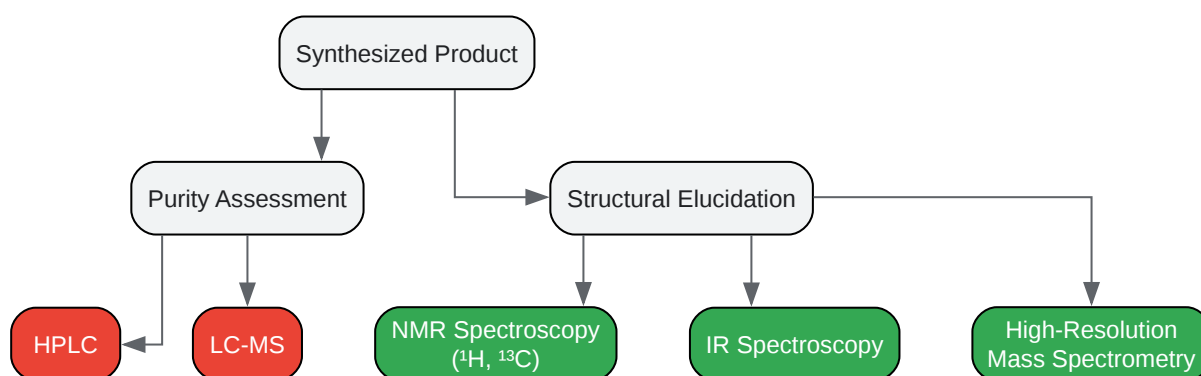 Synthesized Product
Purity Assessment
Structural Elucidation
HPLC
LC-MS
NMR Spectroscopy
(¹H, ¹³C)
IR Spectroscopy
High-Resolution
Mass Spectrometry